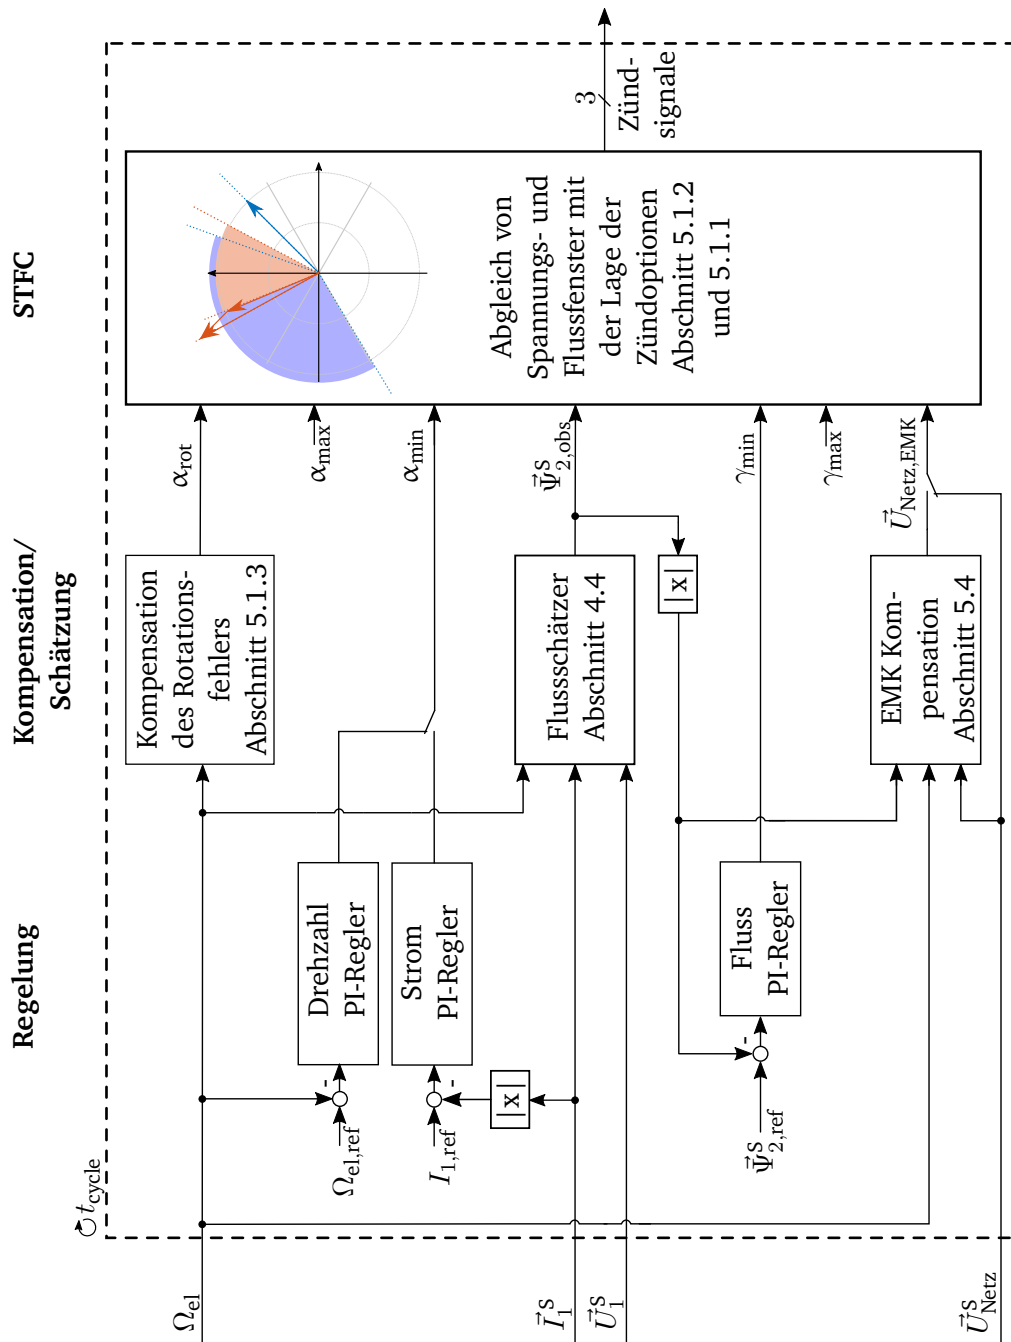 Regelung
Kompensation/
Schätzung
STFC
t_cycle
Ω_el
Ω_el,ref
-
Drehzahl
PI-Regler
I_1,ref
-
Strom
PI-Regler
|x|
I⃗^S_1
U⃗^S_1
Ψ⃗^S_2,ref
-
Fluss
PI-Regler
U⃗^S_Netz
Kompensation
des Rotations-
fehlers
Abschnitt 5.1.3
Flussschätzer
Abschnitt 4.4
|x|
EMK Kom-
pensation
Abschnitt 5.4
α_rot
α_max
α_min
Ψ⃗^S_2,obs
γ_min
γ_max
U⃗_Netz,EMK
Abgleich von
Spannungs- und
Flussfenster mit
der Lage der
Zündoptionen
Abschnitt 5.1.2
und 5.1.1
3
Zünd-
signale